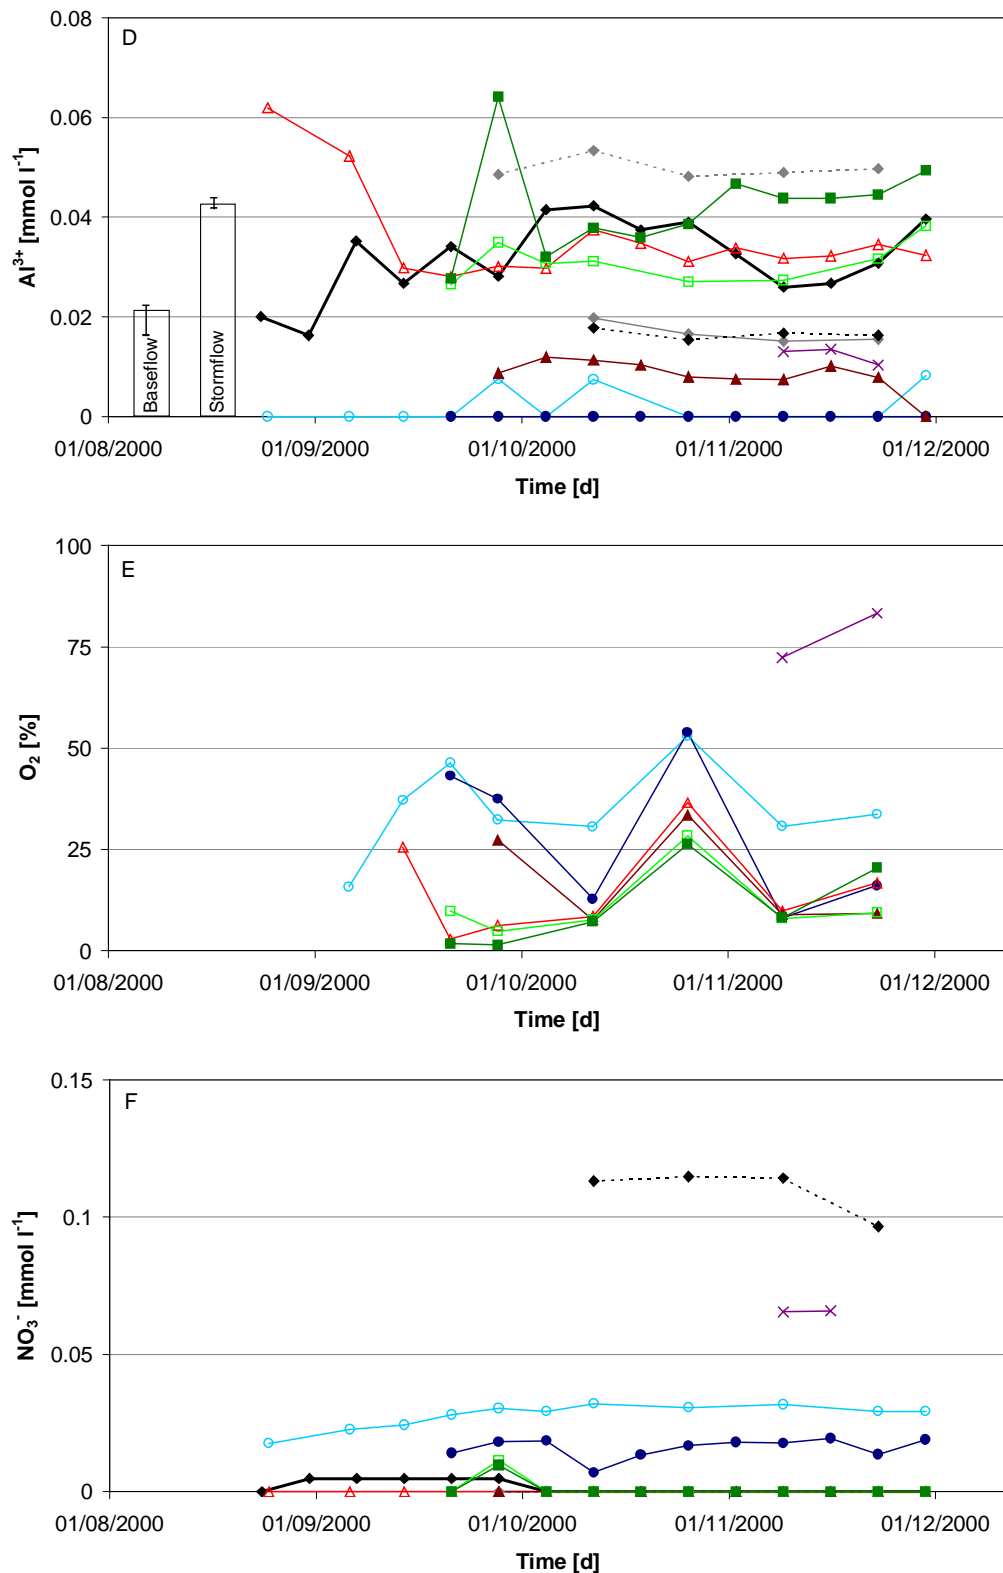 D
0.08
0.06
0.04
0.02
0
Al³⁺ [mmol l⁻¹]
Baseflow
Stormflow
01/08/2000 01/09/2000 01/10/2000 01/11/2000 01/12/2000
Time [d]
E
100
75
50
25
0
O₂ [%]
01/08/2000 01/09/2000 01/10/2000 01/11/2000 01/12/2000
Time [d]
F
0.15
0.1
0.05
0
NO₃⁻ [mmol l⁻¹]
01/08/2000 01/09/2000 01/10/2000 01/11/2000 01/12/2000
Time [d]